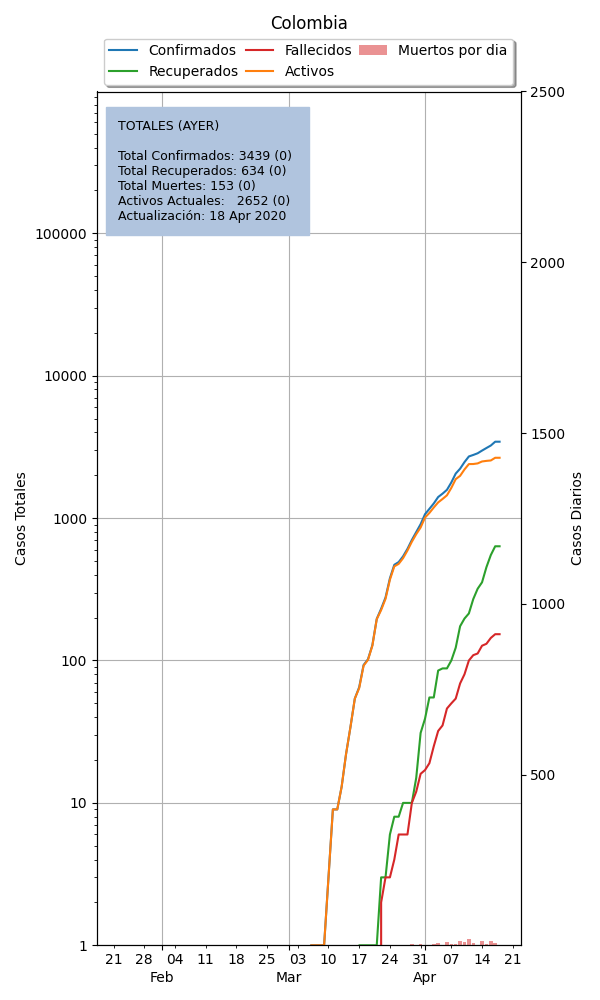 Colombia
Confirmados
Recuperados
Fallecidos
Activos
Muertos por dia
TOTALES (AYER)
Total Confirmados: 3439 (0)
Total Recuperados: 634 (0)
Total Muertes: 153 (0)
Activos Actuales:   2652 (0)
Actualización: 18 Apr 2020
Casos Totales
100000
10000
1000
100
10
1
2500
2000
1500
1000
500
Casos Diarios
21 28 04 11 18 25 03 10 17 24 31 07 14 21
Feb Mar Apr